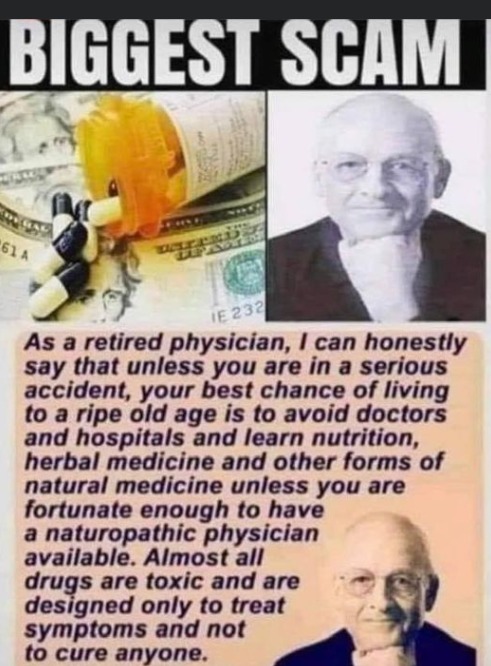 BIGGEST SCAM
61 A
IE 232
As a retired physician, I can honestly
say that unless you are in a serious
accident, your best chance of living
to a ripe old age is to avoid doctors
and hospitals and learn nutrition,
herbal medicine and other forms of
natural medicine unless you are
fortunate enough to have
a naturopathic physician
available. Almost all
drugs are toxic and are
designed only to treat
symptoms and not
to cure anyone.